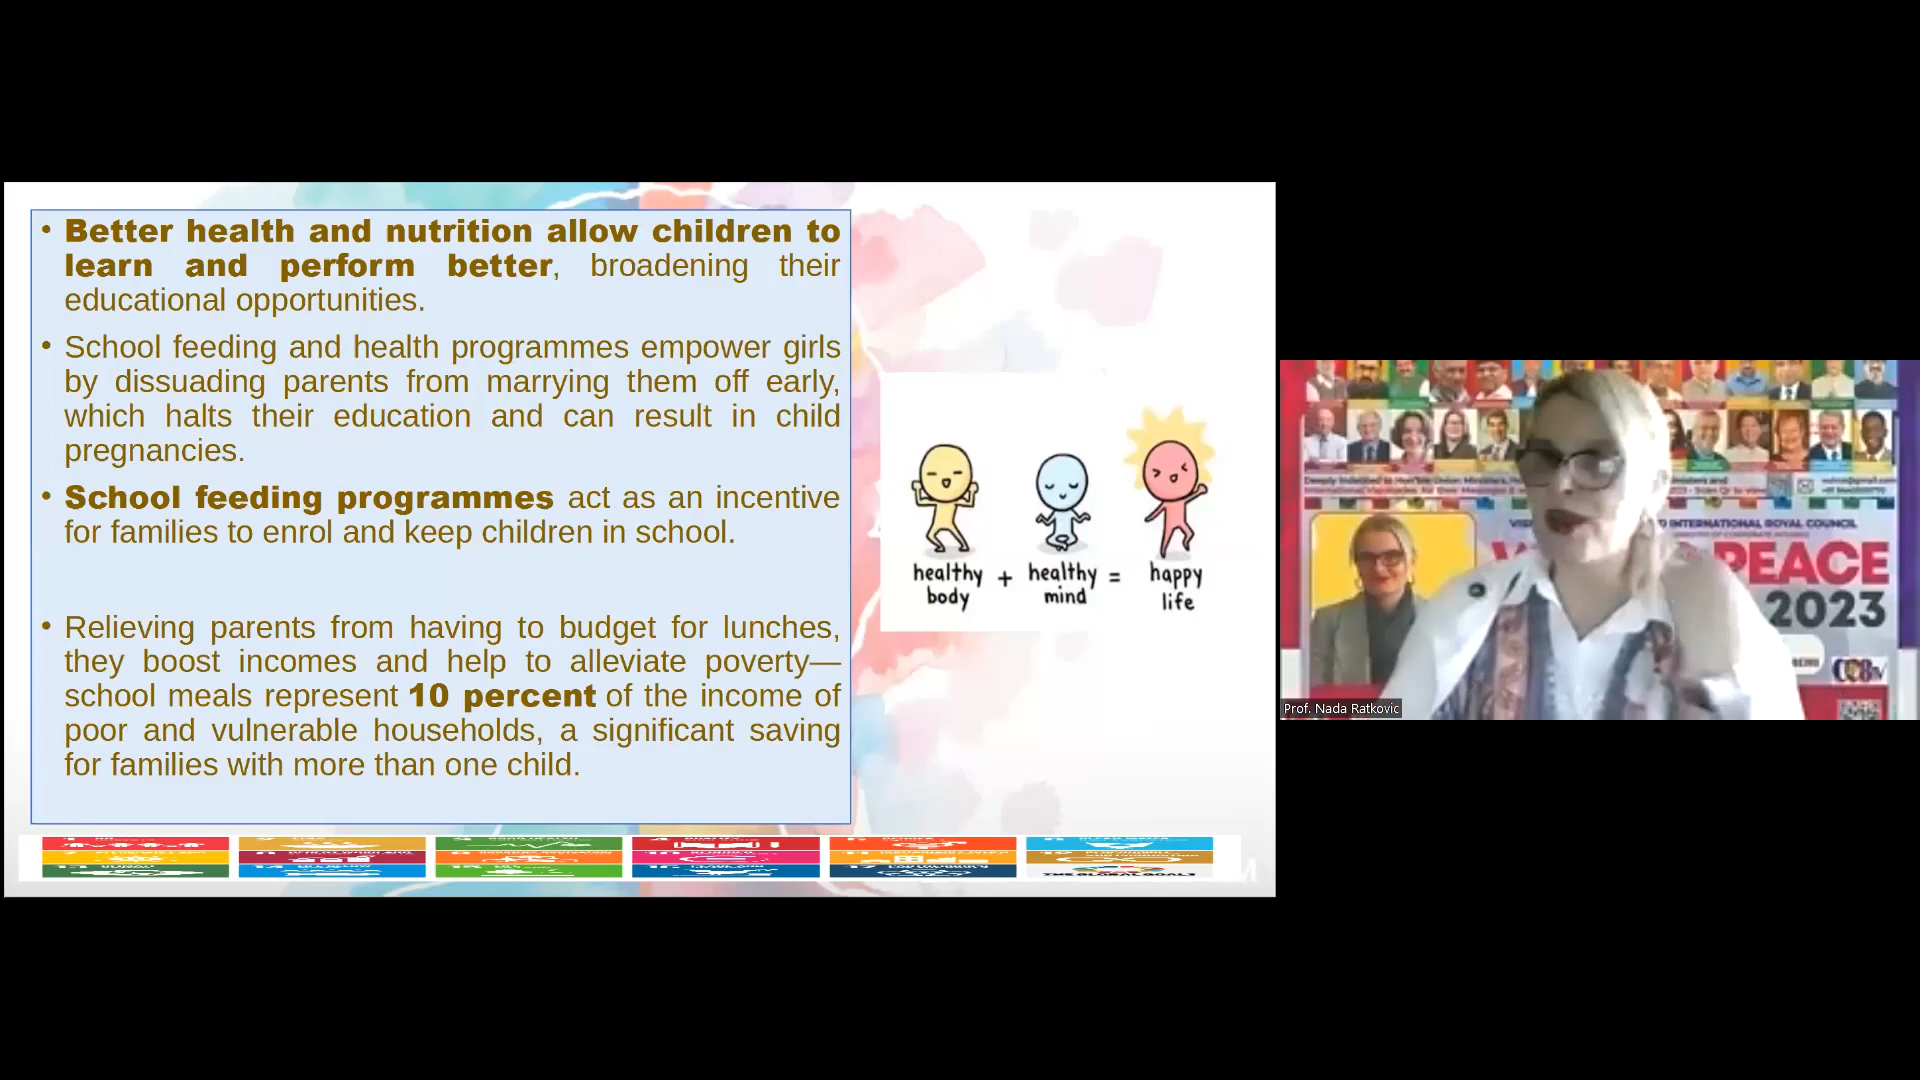 • Better health and nutrition allow children to
learn and perform better, broadening their
educational opportunities.
• School feeding and health programmes empower girls
by dissuading parents from marrying them off early,
which halts their education and can result in child
pregnancies.
• School feeding programmes act as an incentive
for families to enrol and keep children in school.
• Relieving parents from having to budget for lunches,
they boost incomes and help to alleviate poverty—
school meals represent 10 percent of the income of
poor and vulnerable households, a significant saving
for families with more than one child.
healthy body + healthy mind = happy life
THE GLOBAL GOALS
INTERNATIONAL ROYAL COUNCIL
PEACE
2023
Prof. Nada Ratkovic